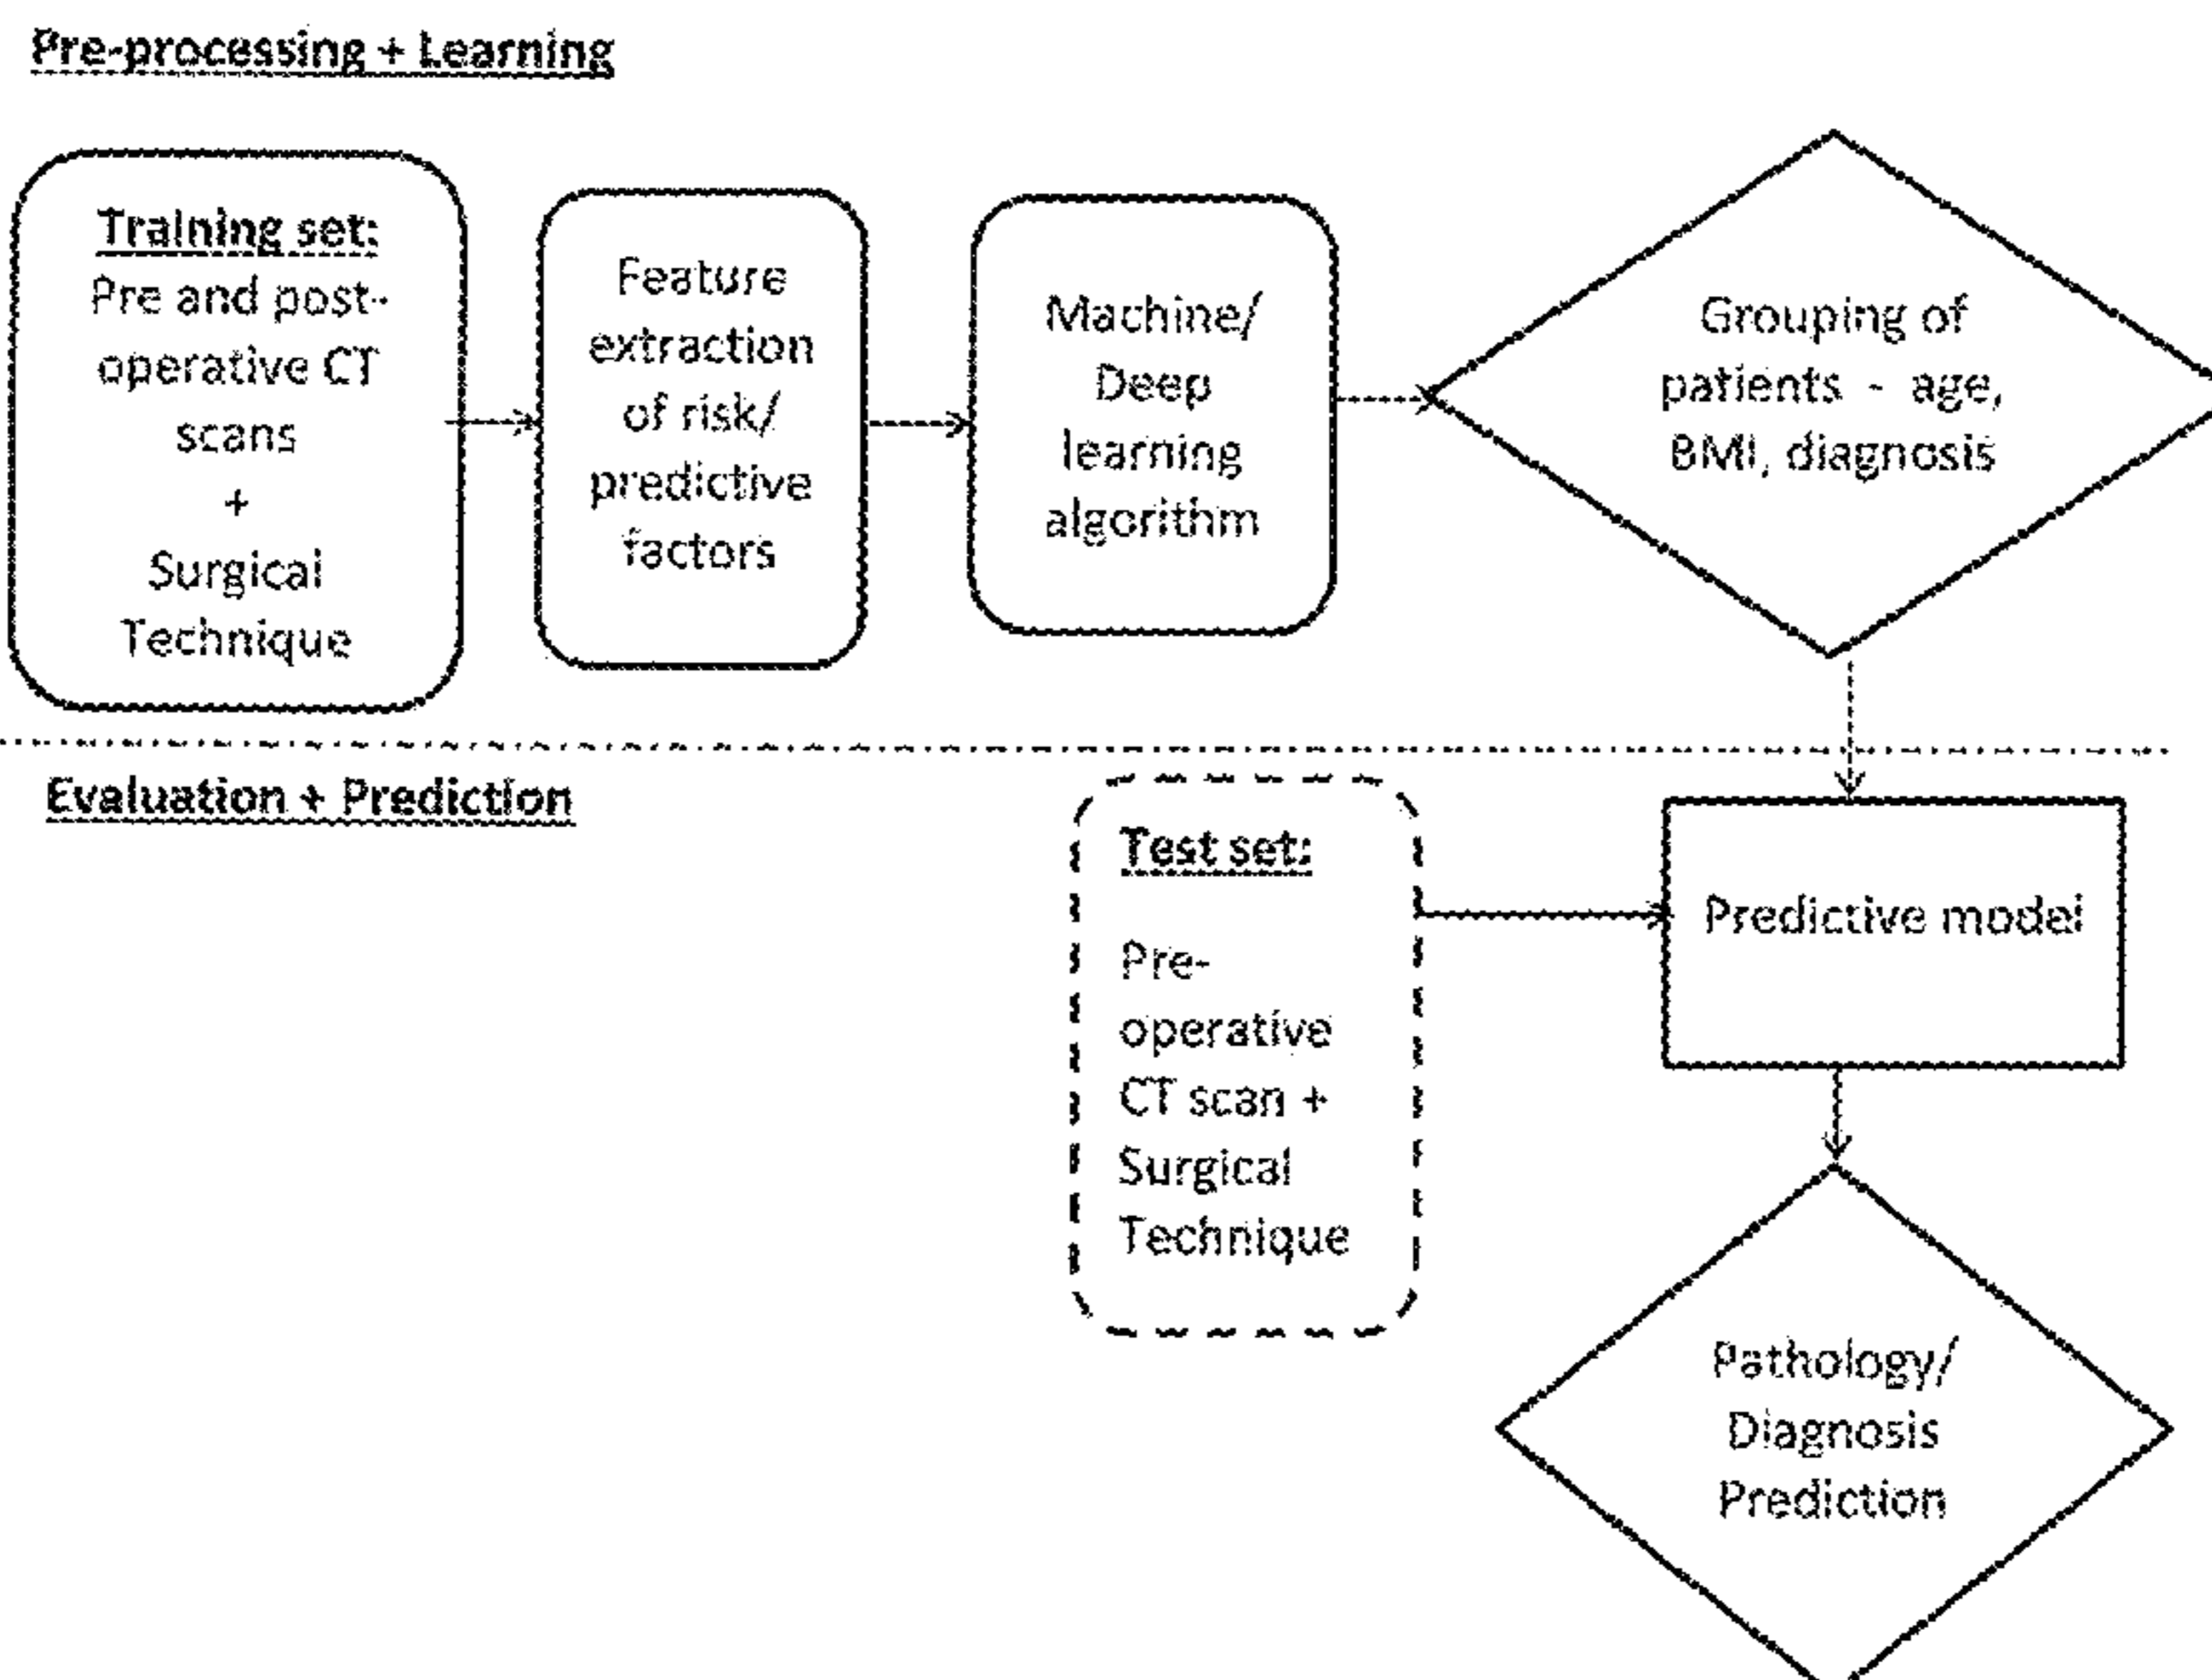 Pre-processing + Learning
Training set:
Pre and post-
operative CT
scans
+
Surgical
Technique
Feature
extraction
of risk/
predictive
factors
Machine/
Deep
learning
algorithm
Grouping of
patients - age,
BMI, diagnosis
Evaluation + Prediction
Test set:
Pre-
operative
CT scan +
Surgical
Technique
Predictive model
Pathology/
Diagnosis
Prediction